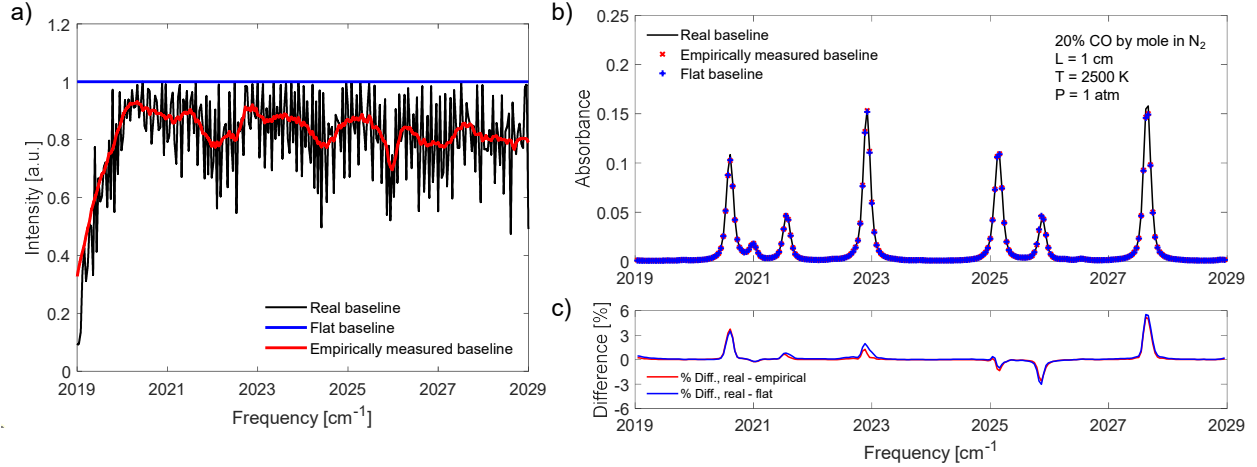 a)
1.2
1
0.8
0.6
0.4
0.2
0
Intensity [a.u.]
Real baseline
Flat baseline
Empirically measured baseline
2019 2021 2023 2025 2027 2029
Frequency [cm-1]
b)
0.25
0.2
0.15
0.1
0.05
0
Absorbance
Real baseline
Empirically measured baseline
Flat baseline
20% CO by mole in N2
L = 1 cm
T = 2500 K
P = 1 atm
2019 2021 2023 2025 2027 2029
c)
6
3
0
-3
-6
Difference [%]
% Diff., real - empirical
% Diff., real - flat
2019 2021 2023 2025 2027 2029
Frequency [cm-1]